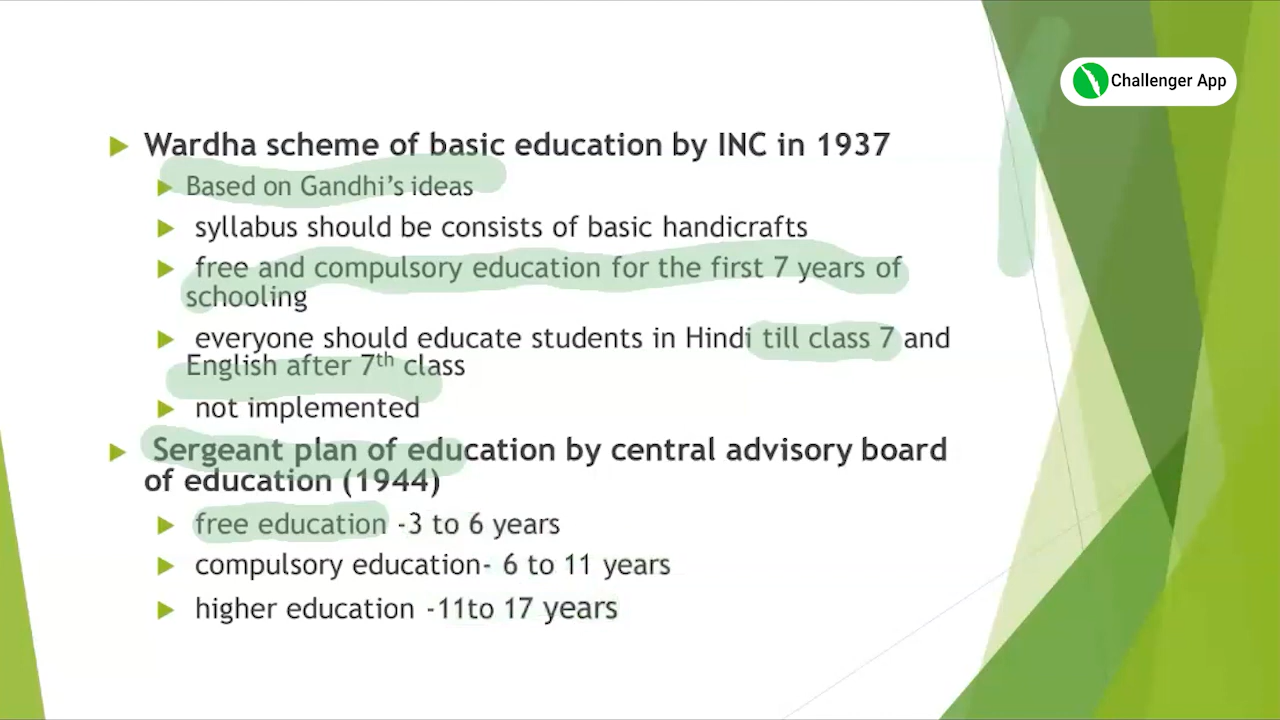 Challenger App
Wardha scheme of basic education by INC in 1937
Based on Gandhi's ideas
syllabus should be consists of basic handicrafts
free and compulsory education for the first 7 years of
schooling
everyone should educate students in Hindi till class 7 and
English after 7th class
not implemented
Sergeant plan of education by central advisory board
of education (1944)
free education -3 to 6 years
compulsory education- 6 to 11 years
higher education -11to 17 years